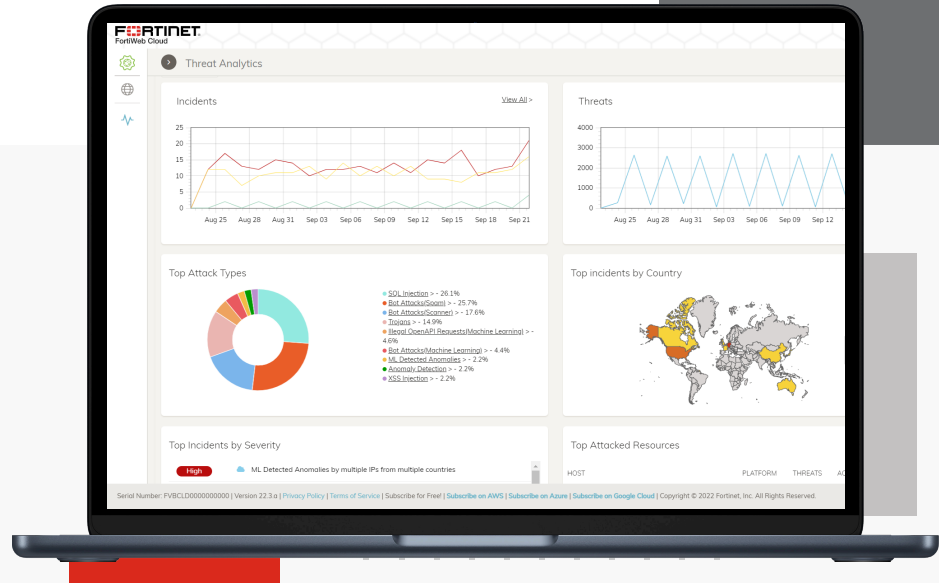 FORTINET
FortiWeb Cloud
Threat Analytics
Incidents
View All >
25
20
15
10
5
0
Aug 25 Aug 28 Aug 31 Sep 03 Sep 06 Sep 09 Sep 12 Sep 15 Sep 18 Sep 21
Threats
4000
3000
2000
1000
0
Aug 25 Aug 28 Aug 31 Sep 03 Sep 06 Sep 09 Sep 12
Top Attack Types
SQL Injection > - 26.1%
Bot Attacks(Spam) > - 25.7%
Bot Attacks(Scanner) > - 17.6%
Trojans > - 14.9%
Illegal OpenAPI Requests(Machine Learning) > -
4.6%
Bot Attacks(Machine Learning) > - 4.4%
ML Detected Anomalies > - 2.2%
Anomaly Detection > - 2.2%
XSS Injection > - 2.2%
Top incidents by Country
Top Incidents by Severity
High
ML Detected Anomalies by multiple IPs from multiple countries
Top Attacked Resources
HOST PLATFORM THREATS
Serial Number: FVBCLD0000000000 | Version 22.3.a | Privacy Policy | Terms of Service | Subscribe for Free! | Subscribe on AWS | Subscribe on Azure | Subscribe on Google Cloud | Copyright © 2022 Fortinet, Inc. All Rights Reserved.